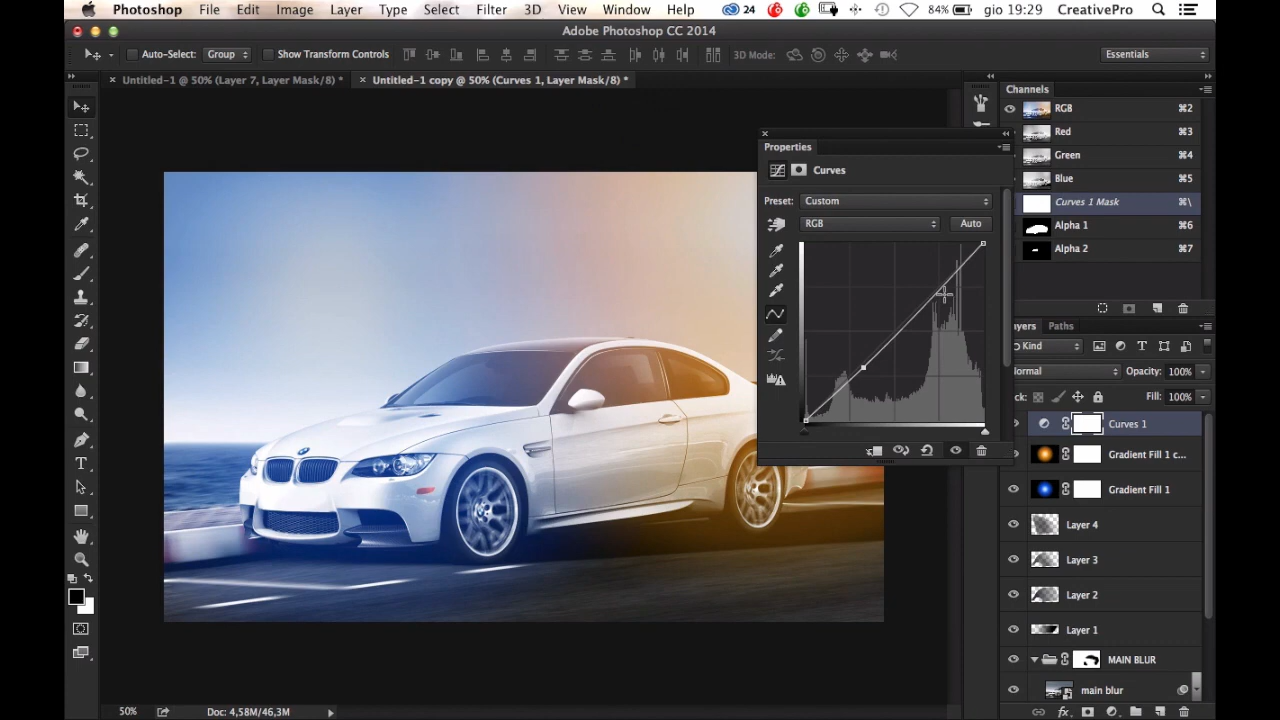 Photoshop File Edit Image Layer Type Select Filter 3D View Window Help 24 84% gio 19:29 CreativePro
Adobe Photoshop CC 2014
Auto-Select: Group Show Transform Controls 3D Mode: Essentials
Untitled-1 @ 50% (Layer 7, Layer Mask/8) * Untitled-1 copy @ 50% (Curves 1, Layer Mask/8) *
Channels
RGB ⌘2
Red ⌘3
Green ⌘4
Blue ⌘5
Curves 1 Mask ⌘\
Alpha 1 ⌘6
Alpha 2 ⌘7
Properties
Curves
Preset: Custom
RGB Auto
ayers Paths
Kind
ormal Opacity: 100%
ck: Fill: 100%
Curves 1
Gradient Fill 1 c...
Gradient Fill 1
Layer 4
Layer 3
Layer 2
Layer 1
MAIN BLUR
main blur
fx
50% Doc: 4,58M/46,3M